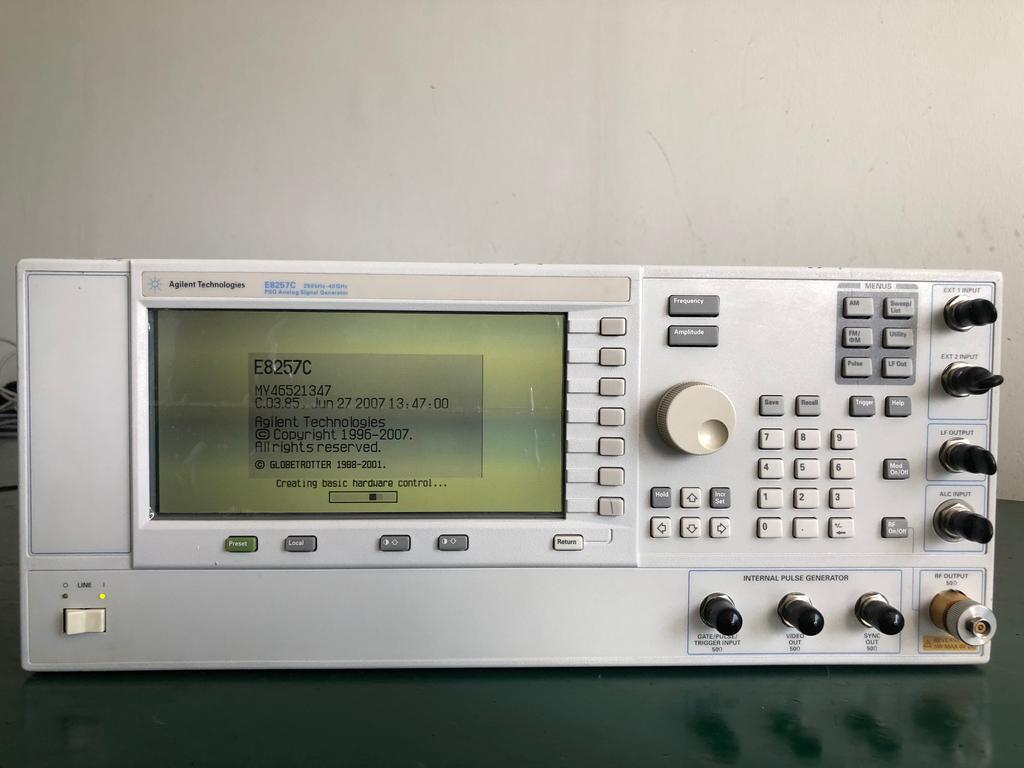 Agilent Technologies
E8257C 250kHz-40GHz
PSG Analog Signal Generator
E8257C
MY46521347
C.03.85, Jun 27 2007 13:47:00
Agilent Technologies
© Copyright 1996-2007.
All rights reserved.
© GLOBETROTTER 1988-2001.
Creating basic hardware control...
Preset
Local
Return
LINE
Frequency
Amplitude
MENUS
AM
Sweep/
List
FM/
ΦM
Utility
Pulse
LF Out
Save
Recall
Trigger
Help
7
8
9
4
5
6
Mod
On/Off
Hold
Incr
Set
1
2
3
0
.
+/-
RF
On/Off
EXT 1 INPUT
EXT 2 INPUT
LF OUTPUT
ALC INPUT
INTERNAL PULSE GENERATOR
GATE/PULSE/
TRIGGER INPUT
50Ω
VIDEO
OUT
50Ω
SYNC
OUT
50Ω
RF OUTPUT
50Ω